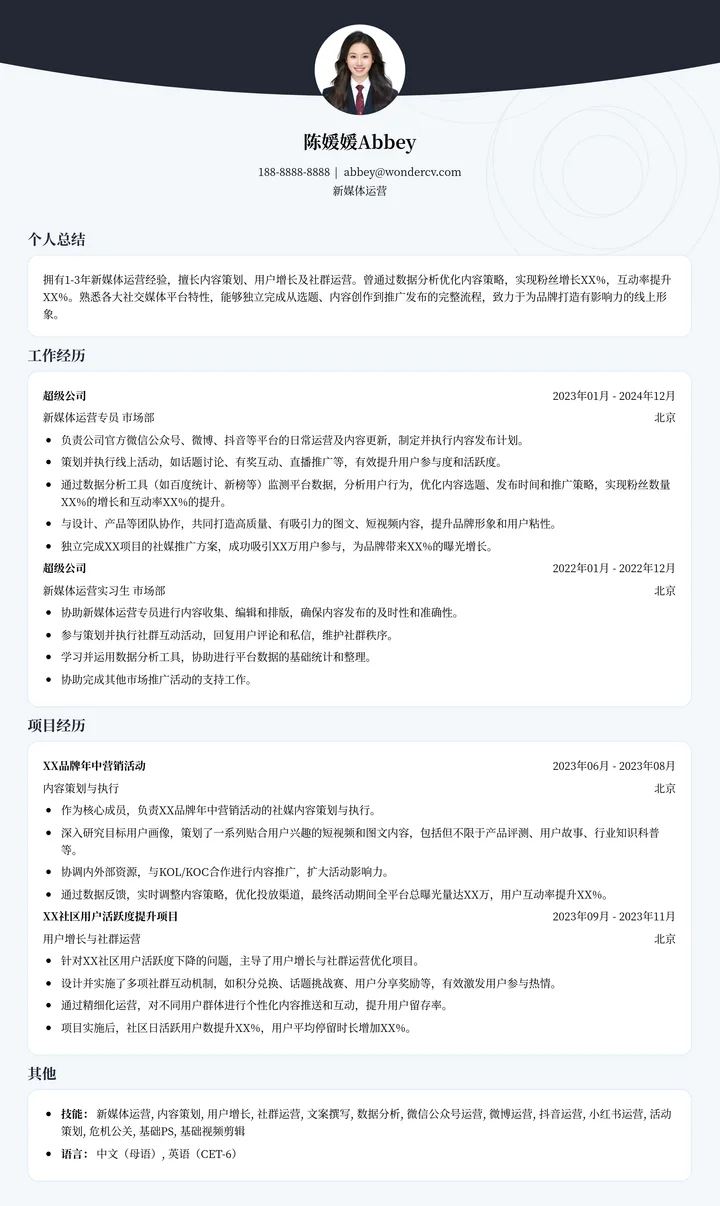 陈媛媛Abbey
188-8888-8888 | abbey@wondercv.com
新媒体运营
个人总结
拥有1-3年新媒体运营经验，擅长内容策划、用户增长及社群运营。曾通过数据分析优化内容策略，实现粉丝增长XX%，互动率提升
XX%。熟悉各大社交媒体平台特性，能够独立完成从选题、内容创作到推广发布的完整流程，致力于为品牌打造有影响力的线上形
象。
工作经历
超级公司 2023年01月 - 2024年12月
新媒体运营专员 市场部 北京
• 负责公司官方微信公众号、微博、抖音等平台的日常运营及内容更新，制定并执行内容发布计划。
• 策划并执行线上活动，如话题讨论、有奖互动、直播推广等，有效提升用户参与度和活跃度。
• 通过数据分析工具（如百度统计、新榜等）监测平台数据，分析用户行为，优化内容选题、发布时间和推广策略，实现粉丝数量
XX%的增长和互动率XX%的提升。
• 与设计、产品等团队协作，共同打造高质量、有吸引力的图文、短视频内容，提升品牌形象和用户粘性。
• 独立完成XX项目的社媒推广方案，成功吸引XX万用户参与，为品牌带来XX%的曝光增长。
超级公司 2022年01月 - 2022年12月
新媒体运营实习生 市场部 北京
• 协助新媒体运营专员进行内容收集、编辑和排版，确保内容发布的及时性和准确性。
• 参与策划并执行社群互动活动，回复用户评论和私信，维护社群秩序。
• 学习并运用数据分析工具，协助进行平台数据的基础统计和整理。
• 协助完成其他市场推广活动的支持工作。
项目经历
XX品牌年中营销活动 2023年06月 - 2023年08月
内容策划与执行 北京
• 作为核心成员，负责XX品牌年中营销活动的社媒内容策划与执行。
• 深入研究目标用户画像，策划了一系列贴合用户兴趣的短视频和图文内容，包括但不限于产品评测、用户故事、行业知识科普
等。
• 协调内外部资源，与KOL/KOC合作进行内容推广，扩大活动影响力。
• 通过数据反馈，实时调整内容策略，优化投放渠道，最终活动期间全平台总曝光量达XX万，用户互动率提升XX%。
XX社区用户活跃度提升项目 2023年09月 - 2023年11月
用户增长与社群运营 北京
• 针对XX社区用户活跃度下降的问题，主导了用户增长与社群运营优化项目。
• 设计并实施了多项社群互动机制，如积分兑换、话题挑战赛、用户分享奖励等，有效激发用户参与热情。
• 通过精细化运营，对不同用户群体进行个性化内容推送和互动，提升用户留存率。
• 项目实施后，社区日活跃用户数提升XX%，用户平均停留时长增加XX%。
其他
• 技能： 新媒体运营, 内容策划, 用户增长, 社群运营, 文案撰写, 数据分析, 微信公众号运营, 微博运营, 抖音运营, 小红书运营, 活动
策划, 危机公关, 基础PS, 基础视频剪辑
• 语言： 中文（母语）, 英语（CET-6）